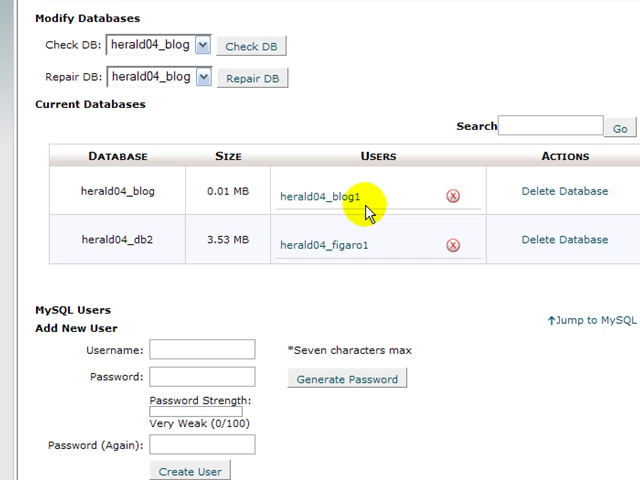 Modify Databases
Check DB: herald04_blog Check DB
Repair DB: herald04_blog Repair DB
Current Databases
Search Go
DATABASE SIZE USERS ACTIONS
herald04_blog 0.01 MB herald04_blog1 Delete Database
herald04_db2 3.53 MB herald04_figaro1 Delete Database
MySQL Users
Jump to MySQL
Add New User
Username: *Seven characters max
Password: Generate Password
Password Strength:
Very Weak (0/100)
Password (Again):
Create User